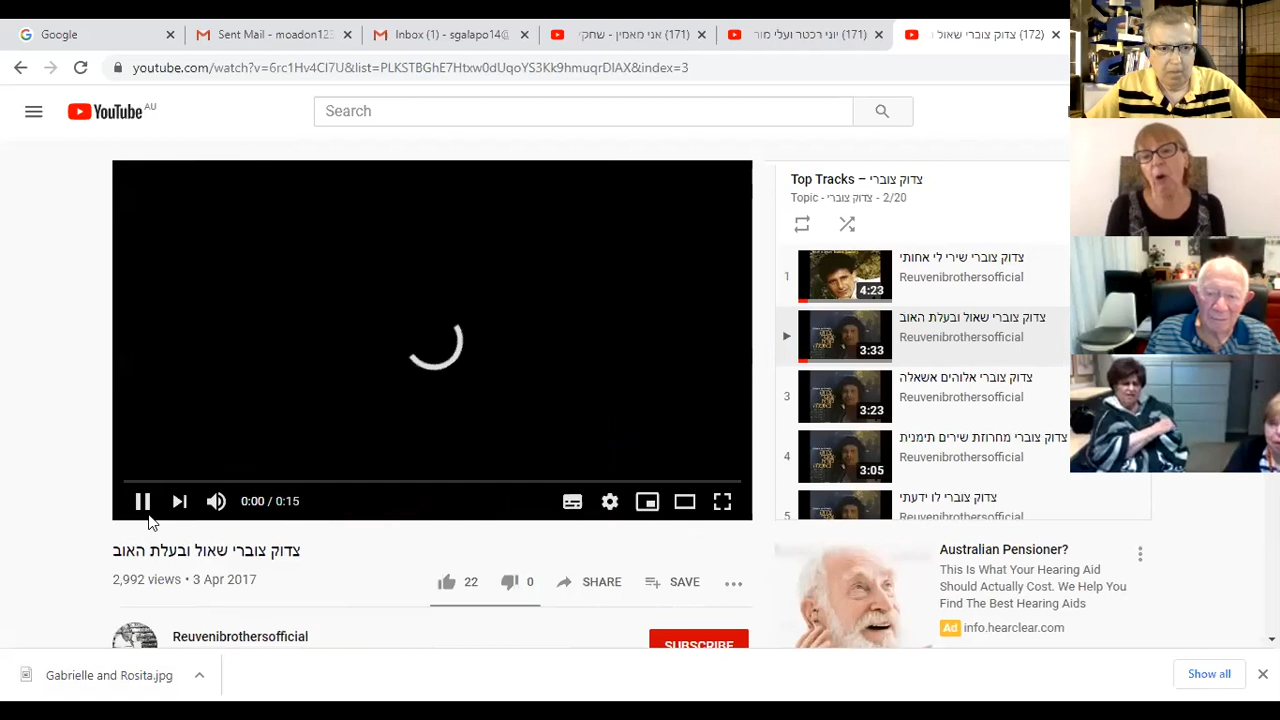 Google
Sent Mail - moadon12
Inbox (1) - sgalapo14@
(171) אני מאמין - שחקי
(171) יוני רכטר ועלי מור
(172) צדוק צוברי שאול ו
youtube.com/watch?v=6rc1Hv4Cl7U&list=PLKSTBGhE7Htxw0dUqoYS3Kk9hmuqrDIAX&index=3
YouTube AU
Search
Top Tracks – צדוק צוברי
Topic - צדוק צוברי - 2/20
1
4:23
צדוק צוברי שירי לי אחותי
Reuvenibrothersofficial
3:33
צדוק צוברי שאול ובעלת האוב
Reuvenibrothersofficial
3
3:23
צדוק צוברי אלוהים אשאלה
Reuvenibrothersofficial
4
3:05
צדוק צוברי מחרוזת שירים תימנית
Reuvenibrothersofficial
5
צדוק צוברי לו ידעתי
Reuvenibrothersofficial
0:00 / 0:15
צדוק צוברי שאול ובעלת האוב
2,992 views • 3 Apr 2017
22
0
SHARE
SAVE
Reuvenibrothersofficial
SUBSCRIBE
Australian Pensioner?
This Is What Your Hearing Aid
Should Actually Cost. We Help You
Find The Best Hearing Aids
Ad info.hearclear.com
Gabrielle and Rosita.jpg
Show all